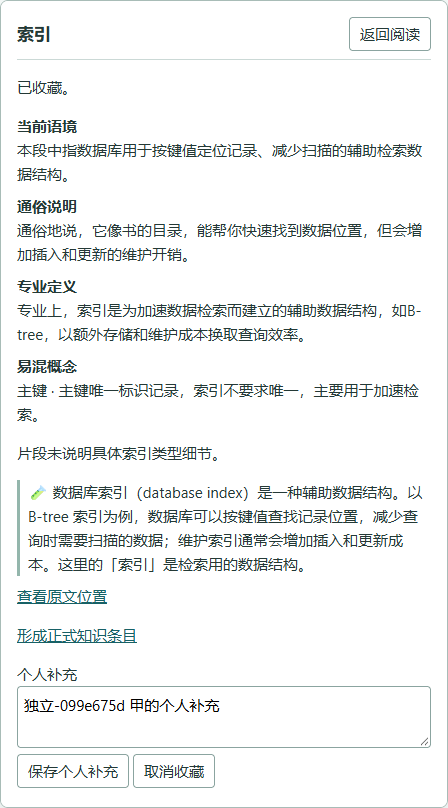 索引
返回阅读
已收藏。
当前语境
本段中指数据库用于按键值定位记录、减少扫描的辅助检索数
据结构。
通俗说明
通俗地说，它像书的目录，能帮你快速找到数据位置，但会增
加插入和更新的维护开销。
专业定义
专业上，索引是为加速数据检索而建立的辅助数据结构，如B-
tree，以额外存储和维护成本换取查询效率。
易混概念
主键 · 主键唯一标识记录，索引不要求唯一，主要用于加速检
索。
片段未说明具体索引类型细节。
数据库索引（database index）是一种辅助数据结构。以
B-tree 索引为例，数据库可以按键值查找记录位置，减少查
询时需要扫描的数据；维护索引通常会增加插入和更新成
本。这里的「索引」是检索用的数据结构。
查看原文位置
形成正式知识条目
个人补充
独立-099e675d 甲的个人补充
保存个人补充
取消收藏